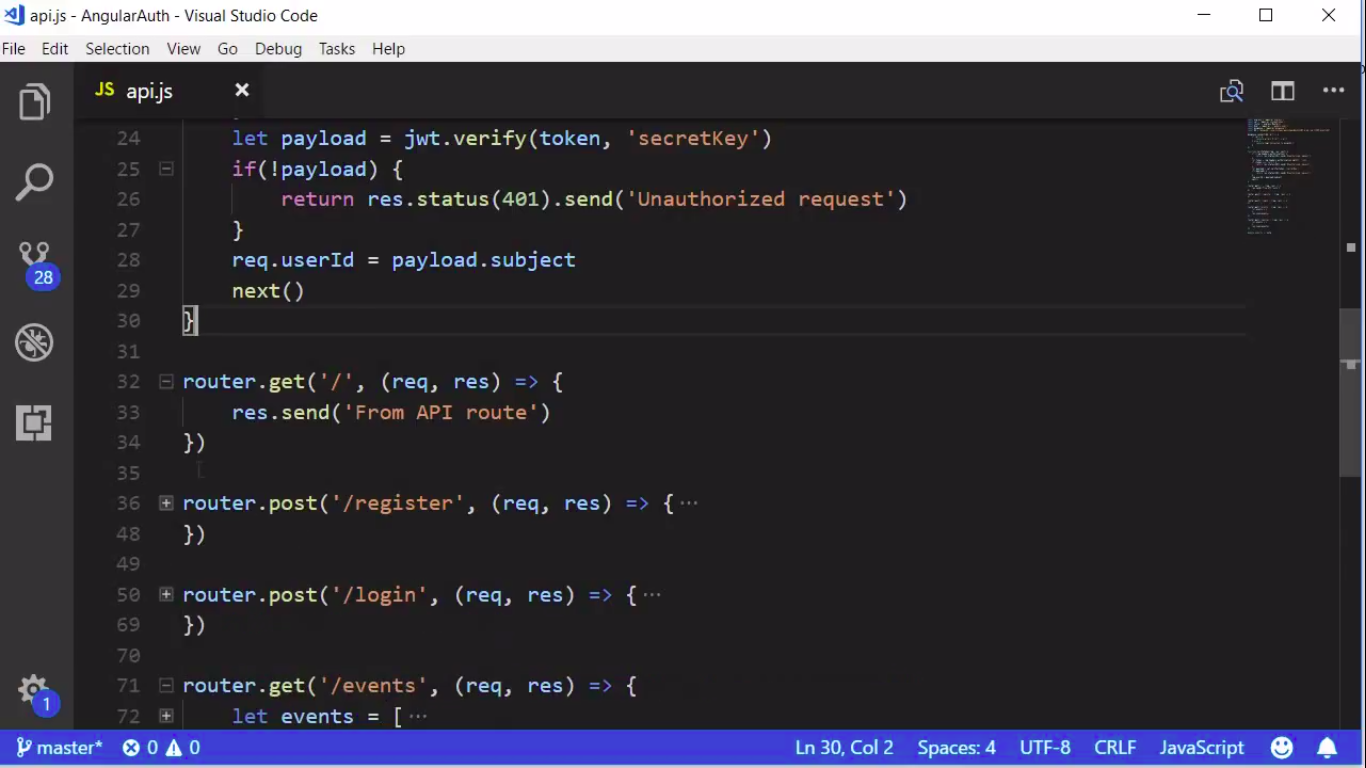 api.js - AngularAuth - Visual Studio Code
File Edit Selection View Go Debug Tasks Help
JS api.js
24 let payload = jwt.verify(token, 'secretKey')
25 if(!payload) {
26 return res.status(401).send('Unauthorized request')
27 }
28 req.userId = payload.subject
29 next()
30 }
31
32 router.get('/', (req, res) => {
33 res.send('From API route')
34 })
35
36 router.post('/register', (req, res) => {···
48 })
49
50 router.post('/login', (req, res) => {···
69 })
70
71 router.get('/events', (req, res) => {
72 let events = [···
28
1
master* 0 0 Ln 30, Col 2 Spaces: 4 UTF-8 CRLF JavaScript